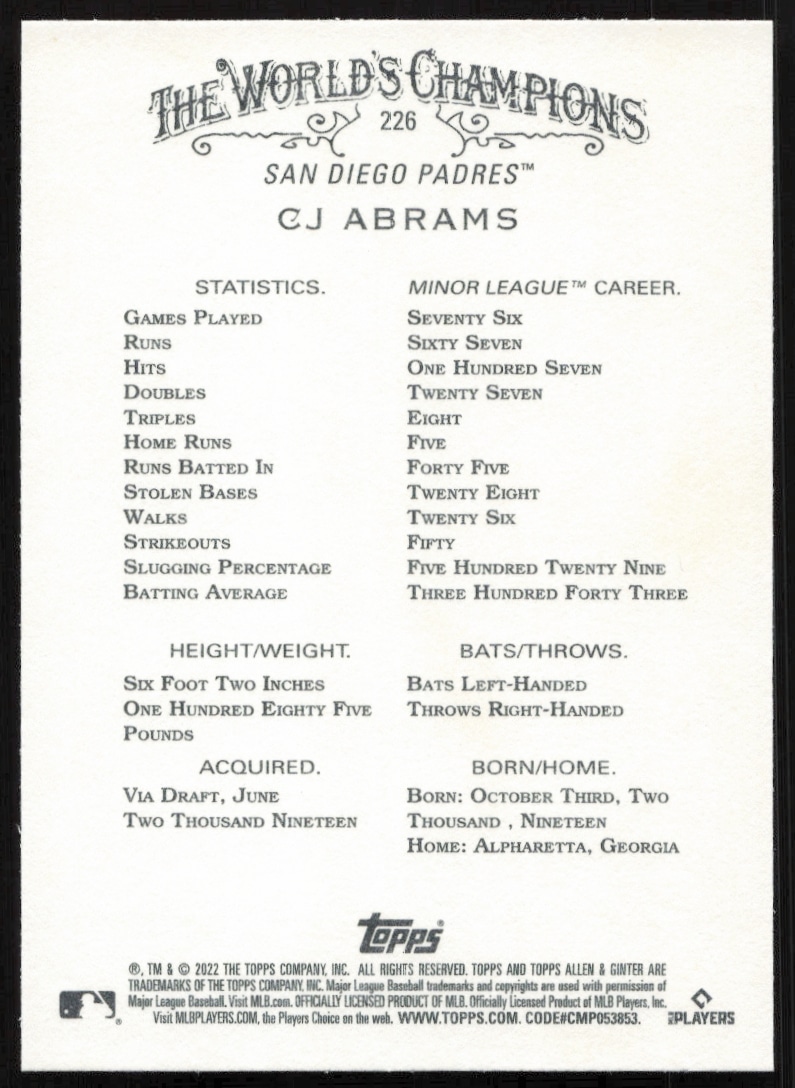 THE WORLD'S CHAMPIONS
226
SAN DIEGO PADRES™
CJ ABRAMS
STATISTICS. MINOR LEAGUE™ CAREER.
GAMES PLAYED SEVENTY SIX
RUNS SIXTY SEVEN
HITS ONE HUNDRED SEVEN
DOUBLES TWENTY SEVEN
TRIPLES EIGHT
HOME RUNS FIVE
RUNS BATTED IN FORTY FIVE
STOLEN BASES TWENTY EIGHT
WALKS TWENTY SIX
STRIKEOUTS FIFTY
SLUGGING PERCENTAGE FIVE HUNDRED TWENTY NINE
BATTING AVERAGE THREE HUNDRED FORTY THREE
HEIGHT/WEIGHT.
SIX FOOT TWO INCHES
ONE HUNDRED EIGHTY FIVE
POUNDS
BATS/THROWS.
BATS LEFT-HANDED
THROWS RIGHT-HANDED
ACQUIRED.
VIA DRAFT, JUNE
TWO THOUSAND NINETEEN
BORN/HOME.
BORN: OCTOBER THIRD, TWO
THOUSAND , NINETEEN
HOME: ALPHARETTA, GEORGIA
TOPPS®
®, TM & © 2022 THE TOPPS COMPANY, INC. ALL RIGHTS RESERVED. TOPPS AND TOPPS ALLEN & GINTER ARE
TRADEMARKS OF THE TOPPS COMPANY, INC. Major League Baseball trademarks and copyrights are used with permission of
Major League Baseball. Visit MLB.com. OFFICIALLY LICENSED PRODUCT OF MLB. Officially Licensed Product of MLB Players, Inc.
Visit MLBPLAYERS.COM, the Players Choice on the web. WWW.TOPPS.COM. CODE#CMP053853.
®
MLB PLAYERS